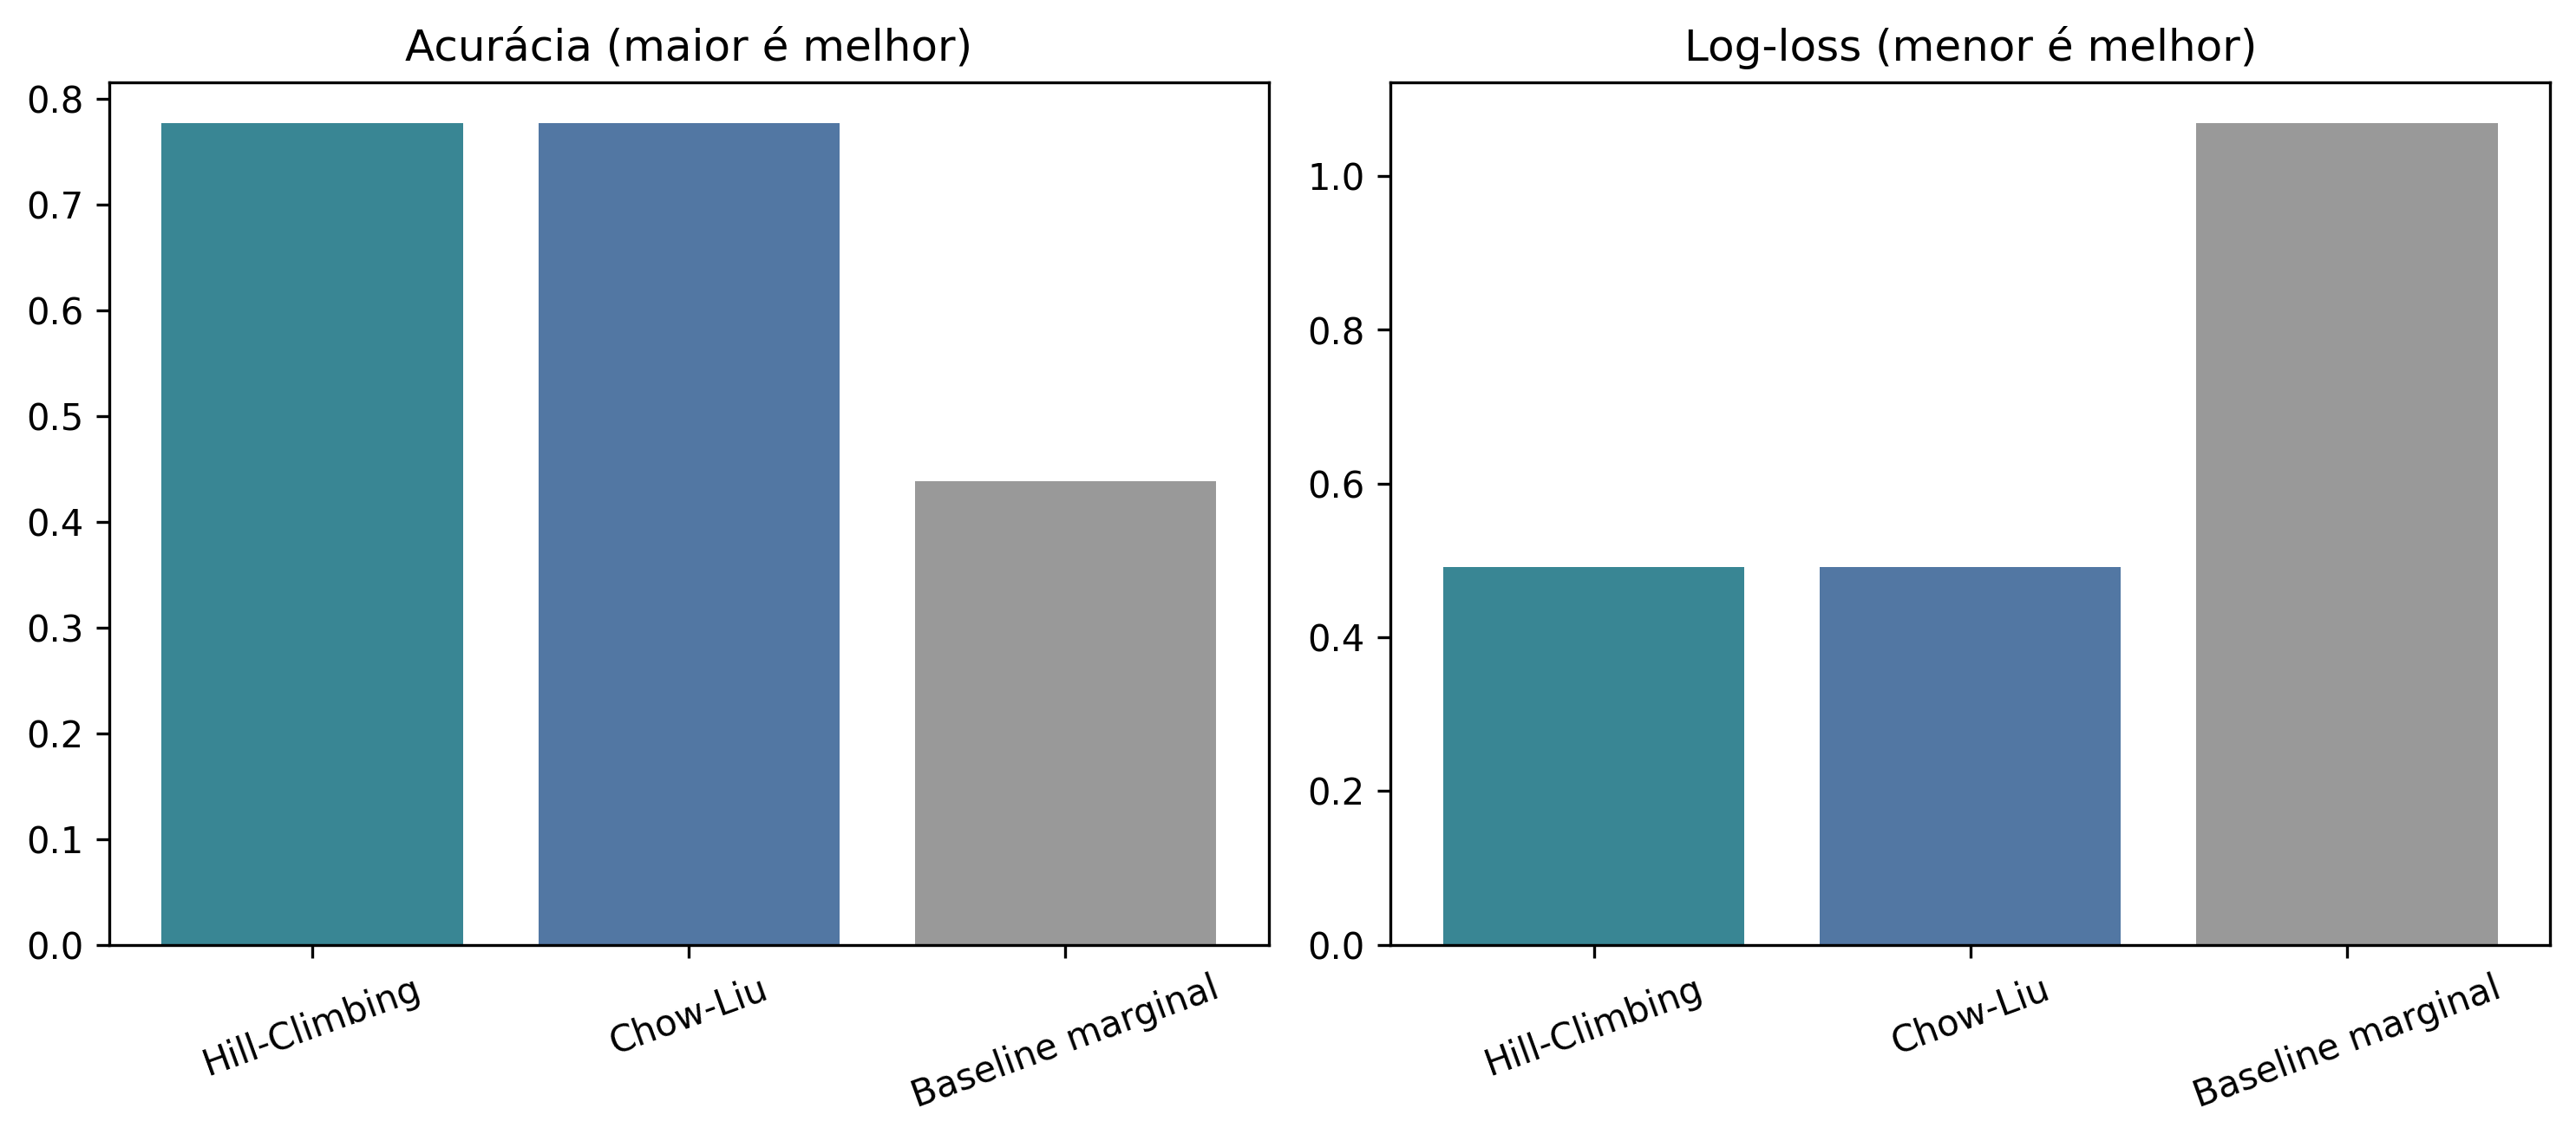 Acurácia (maior é melhor)
0.8
0.7
0.6
0.5
0.4
0.3
0.2
0.1
0.0
Hill-Climbing
Chow-Liu
Baseline marginal
Log-loss (menor é melhor)
1.0
0.8
0.6
0.4
0.2
0.0
Hill-Climbing
Chow-Liu
Baseline marginal